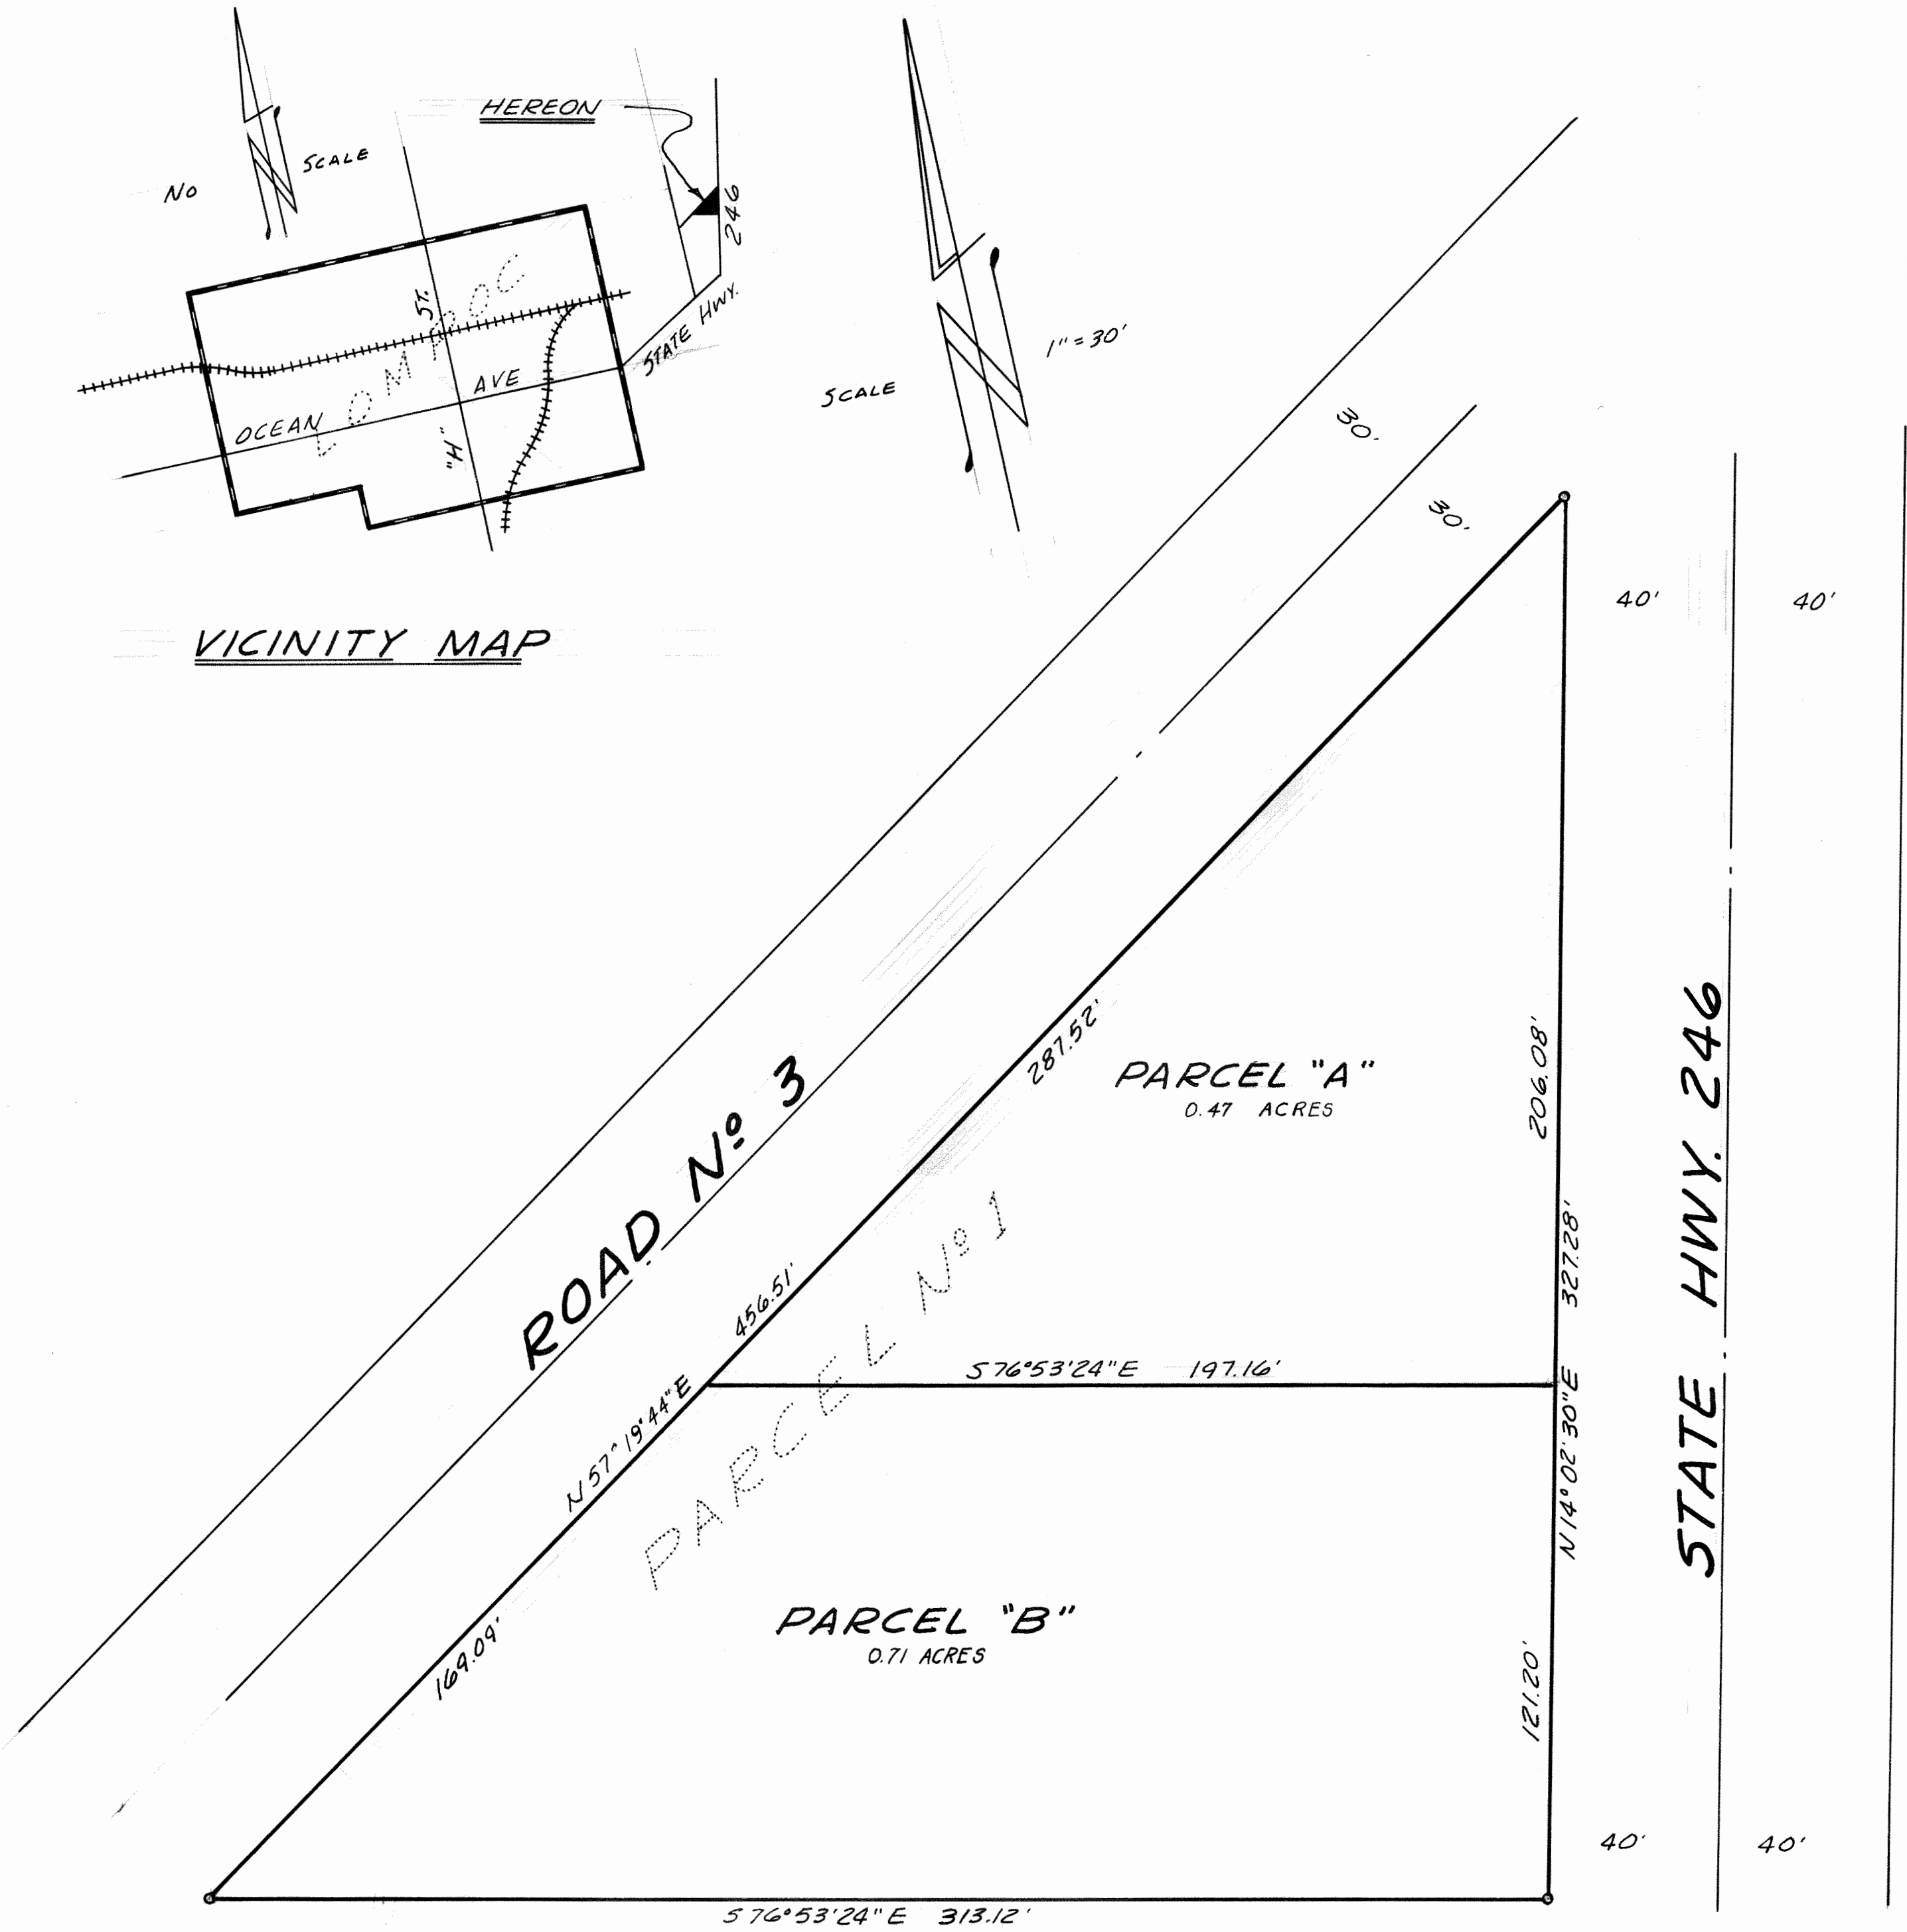 HEREON
No SCALE
246
LOMPOC
"H" ST.
OCEAN AVE
STATE HWY.
VICINITY MAP
SCALE 1" = 30'
30'
30'
40' 40'
287.52'
PARCEL "A"
0.47 ACRES
206.08'
ROAD Nº 3
STATE HWY. 246
N 57° 19' 44" E 456.51'
N 14° 02' 30" E 327.28'
S 76° 53' 24" E 197.16'
PARCEL Nº 1
PARCEL "B"
0.71 ACRES
169.09'
121.20'
40' 40'
S 76° 53' 24" E 313.12'